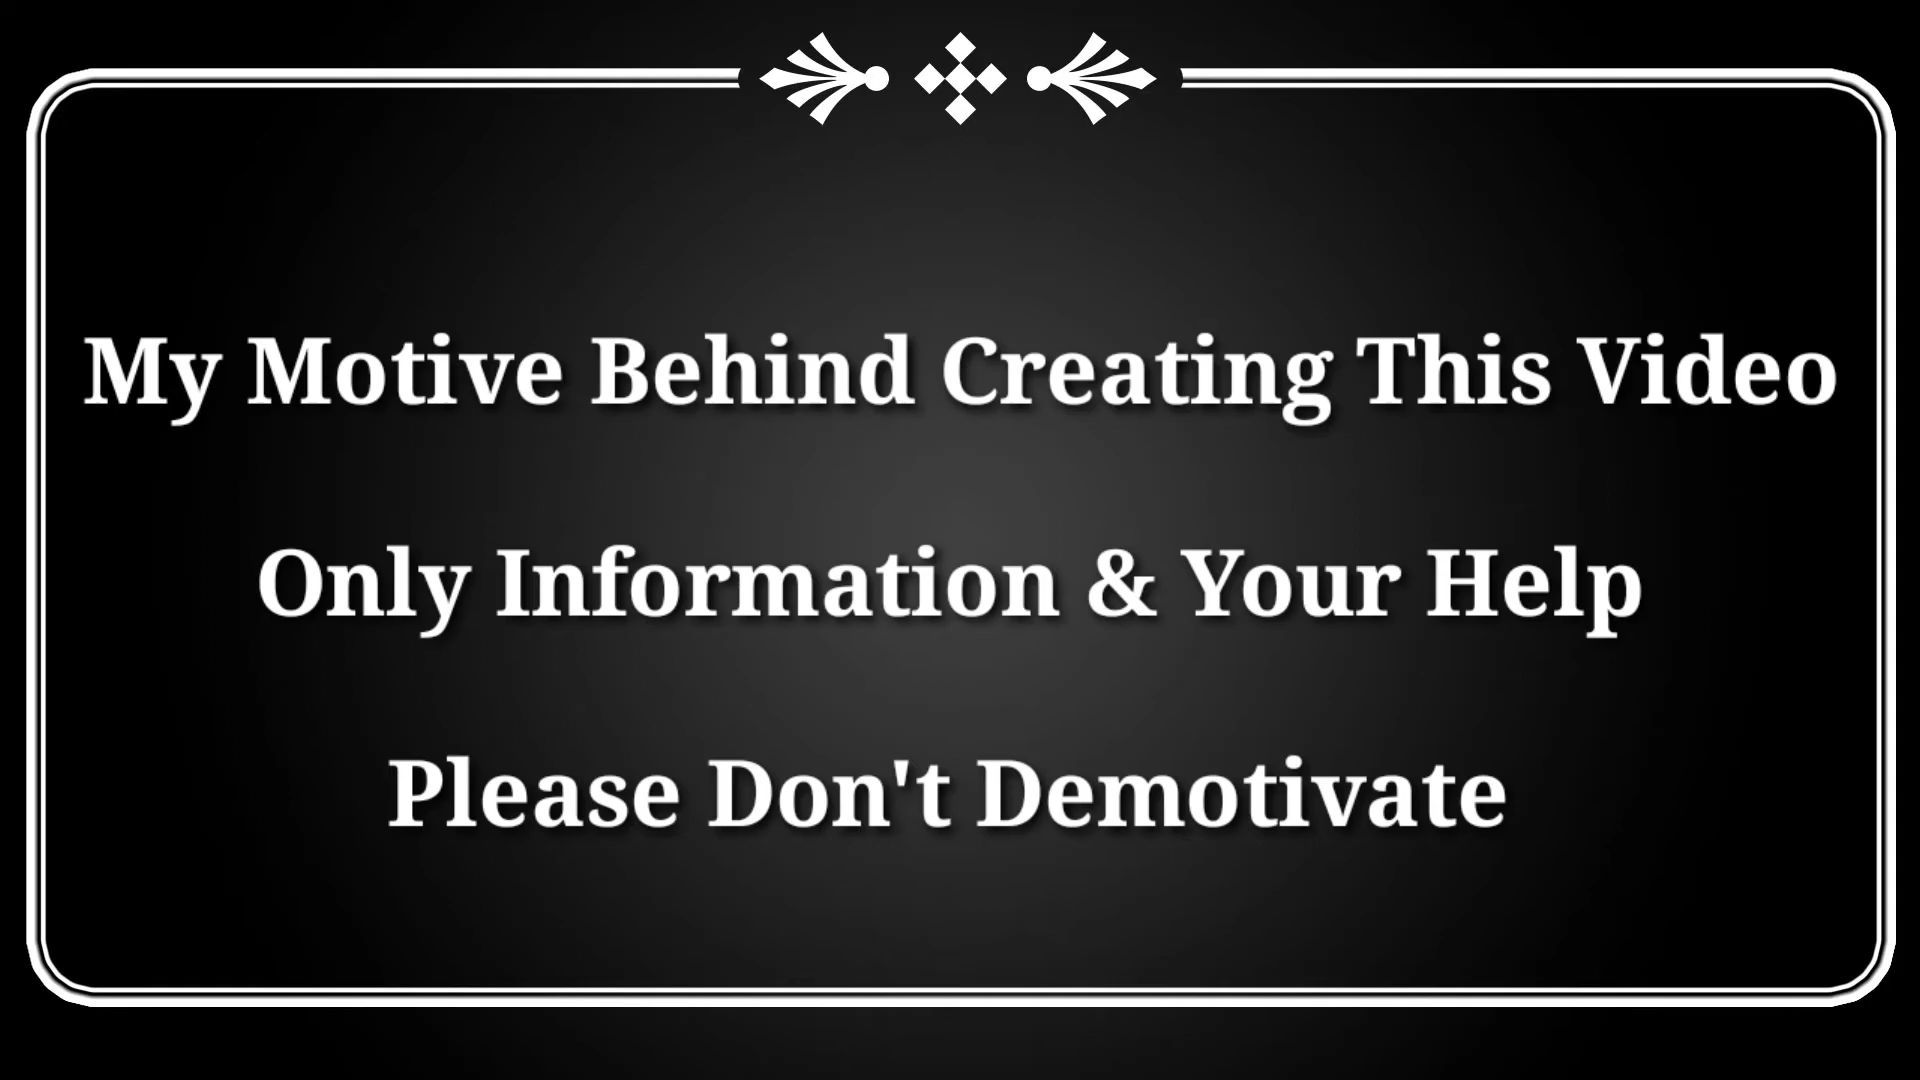 My Motive Behind Creating This Video
Only Information & Your Help
Please Don't Demotivate